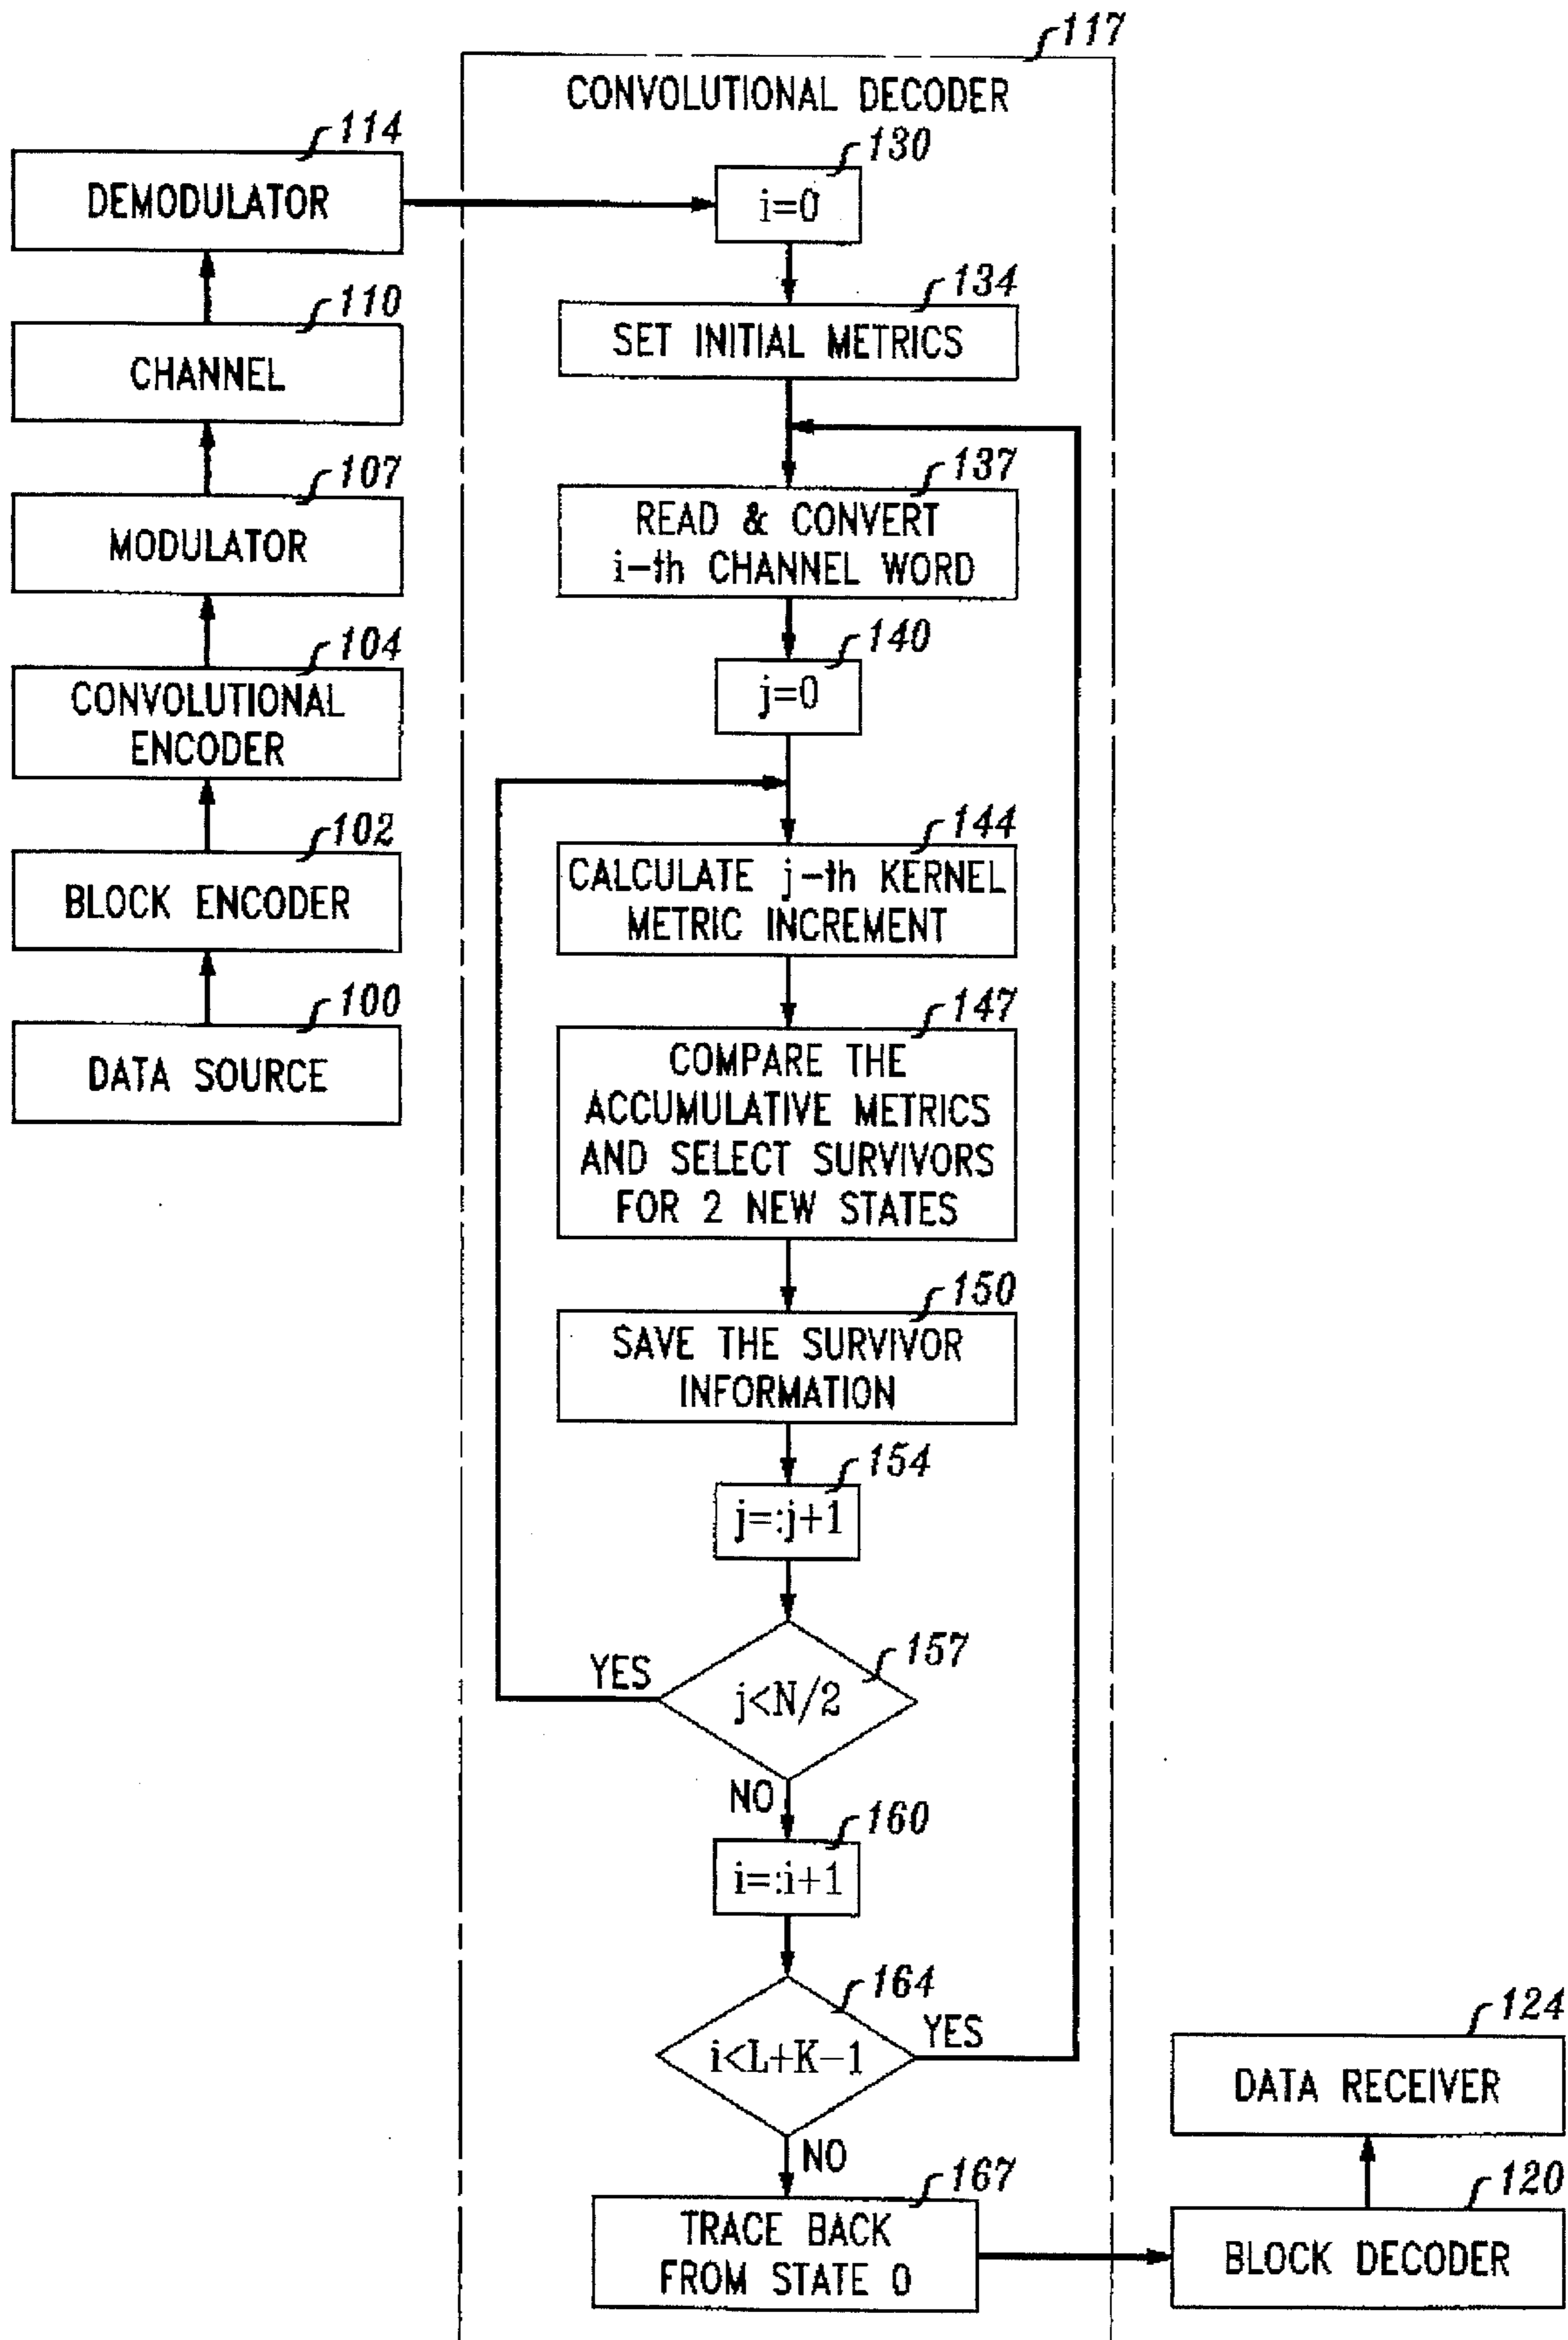 117
CONVOLUTIONAL DECODER
114
DEMODULATOR
130
i=0
110
CHANNEL
134
SET INITIAL METRICS
107
MODULATOR
137
READ & CONVERT
i-th CHANNEL WORD
104
CONVOLUTIONAL
ENCODER
140
j=0
102
BLOCK ENCODER
144
CALCULATE j-th KERNEL
METRIC INCREMENT
100
DATA SOURCE
147
COMPARE THE
ACCUMULATIVE METRICS
AND SELECT SURVIVORS
FOR 2 NEW STATES
150
SAVE THE SURVIVOR
INFORMATION
154
j=:j+1
157
YES
j<N/2
NO
160
i=:i+1
164
YES
i<L+K-1
NO
124
DATA RECEIVER
167
TRACE BACK
FROM STATE 0
120
BLOCK DECODER